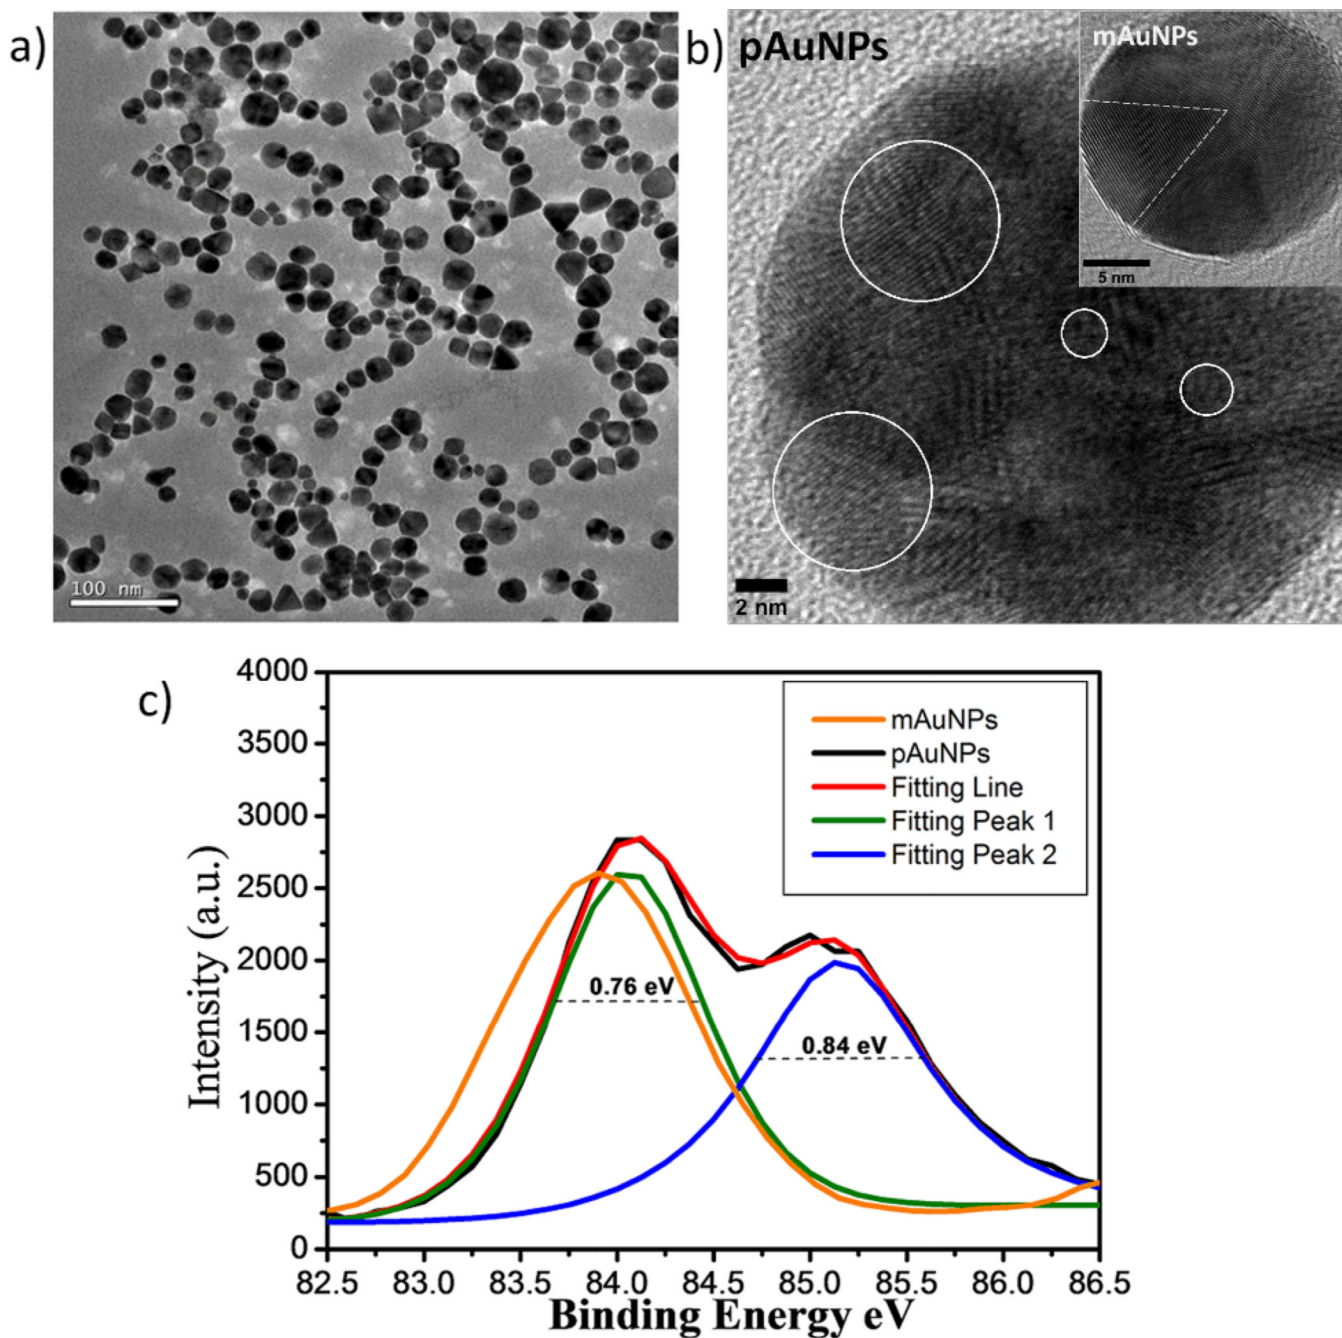 a)
100 nm
b)
pAuNPs
mAuNPs
5 nm
2 nm
c)
4000
3500
3000
2500
2000
1500
1000
500
0
Intensity (a.u.)
mAuNPs
pAuNPs
Fitting Line
Fitting Peak 1
Fitting Peak 2
0.76 eV
0.84 eV
82.5 83.0 83.5 84.0 84.5 85.0 85.5 86.0 86.5
Binding Energy eV